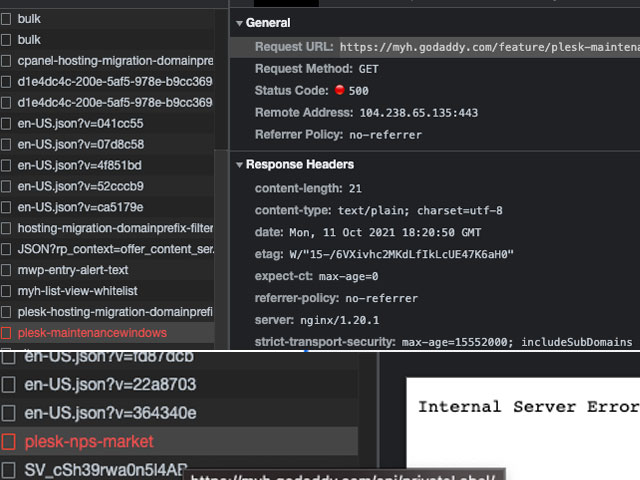 bulk
bulk
cpanel-hosting-migration-domainpre
d1e4dc4c-200e-5af5-978e-b9cc369
d1e4dc4c-200e-5af5-978e-b9cc369
en-US.json?v=041cc55
en-US.json?v=07d8c58
en-US.json?v=4f851bd
en-US.json?v=52cccb9
en-US.json?v=ca5179e
hosting-migration-domainprefix-filter
JSON?rp_context=offer_content_ser
mwp-entry-alert-text
myh-list-view-whitelist
plesk-hosting-migration-domainprefi
plesk-maintenancewindows
General
Request URL: https://myh.godaddy.com/feature/plesk-maintena
Request Method: GET
Status Code: 500
Remote Address: 104.238.65.135:443
Referrer Policy: no-referrer
Response Headers
content-length: 21
content-type: text/plain; charset=utf-8
date: Mon, 11 Oct 2021 18:20:50 GMT
etag: W/"15-/6VXivhc2MKdLfIkLcUE47K6aH0"
expect-ct: max-age=0
referrer-policy: no-referrer
server: nginx/1.20.1
strict-transport-security: max-age=15552000; includeSubDomains
en-US.json?v=fd87dcb
en-US.json?v=22a8703
en-US.json?v=364340e
plesk-nps-market
SV_cSh39rwa0n5l4AP
Internal Server Error
https://myh.godaddy.com/api/privateLabel/